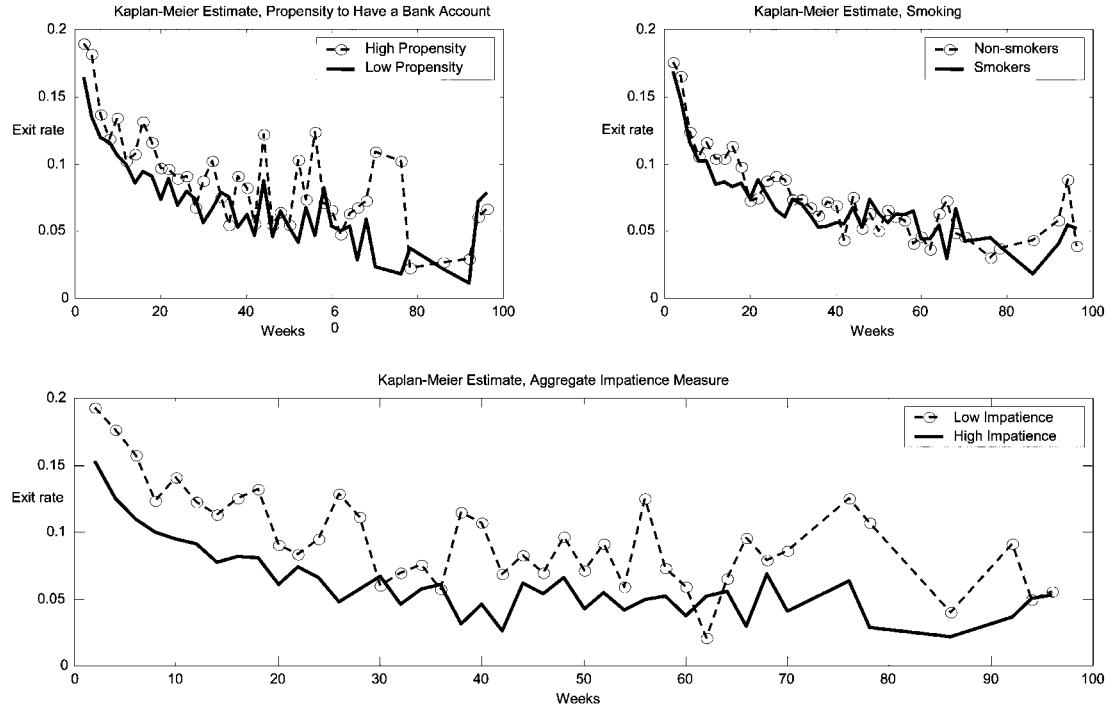 Kaplan-Meier Estimate, Propensity to Have a Bank Account
0.2
0.15
Exit rate
0.1
0.05
0
High Propensity
Low Propensity
0 20 40 6 80 100
0
Weeks
Kaplan-Meier Estimate, Smoking
0.2
0.15
Exit rate
0.1
0.05
0
Non-smokers
Smokers
0 20 40 60 80 100
Weeks
Kaplan-Meier Estimate, Aggregate Impatience Measure
0.2
0.15
Exit rate
0.1
0.05
0
Low Impatience
High Impatience
0 10 20 30 40 50 60 70 80 90 100
Weeks